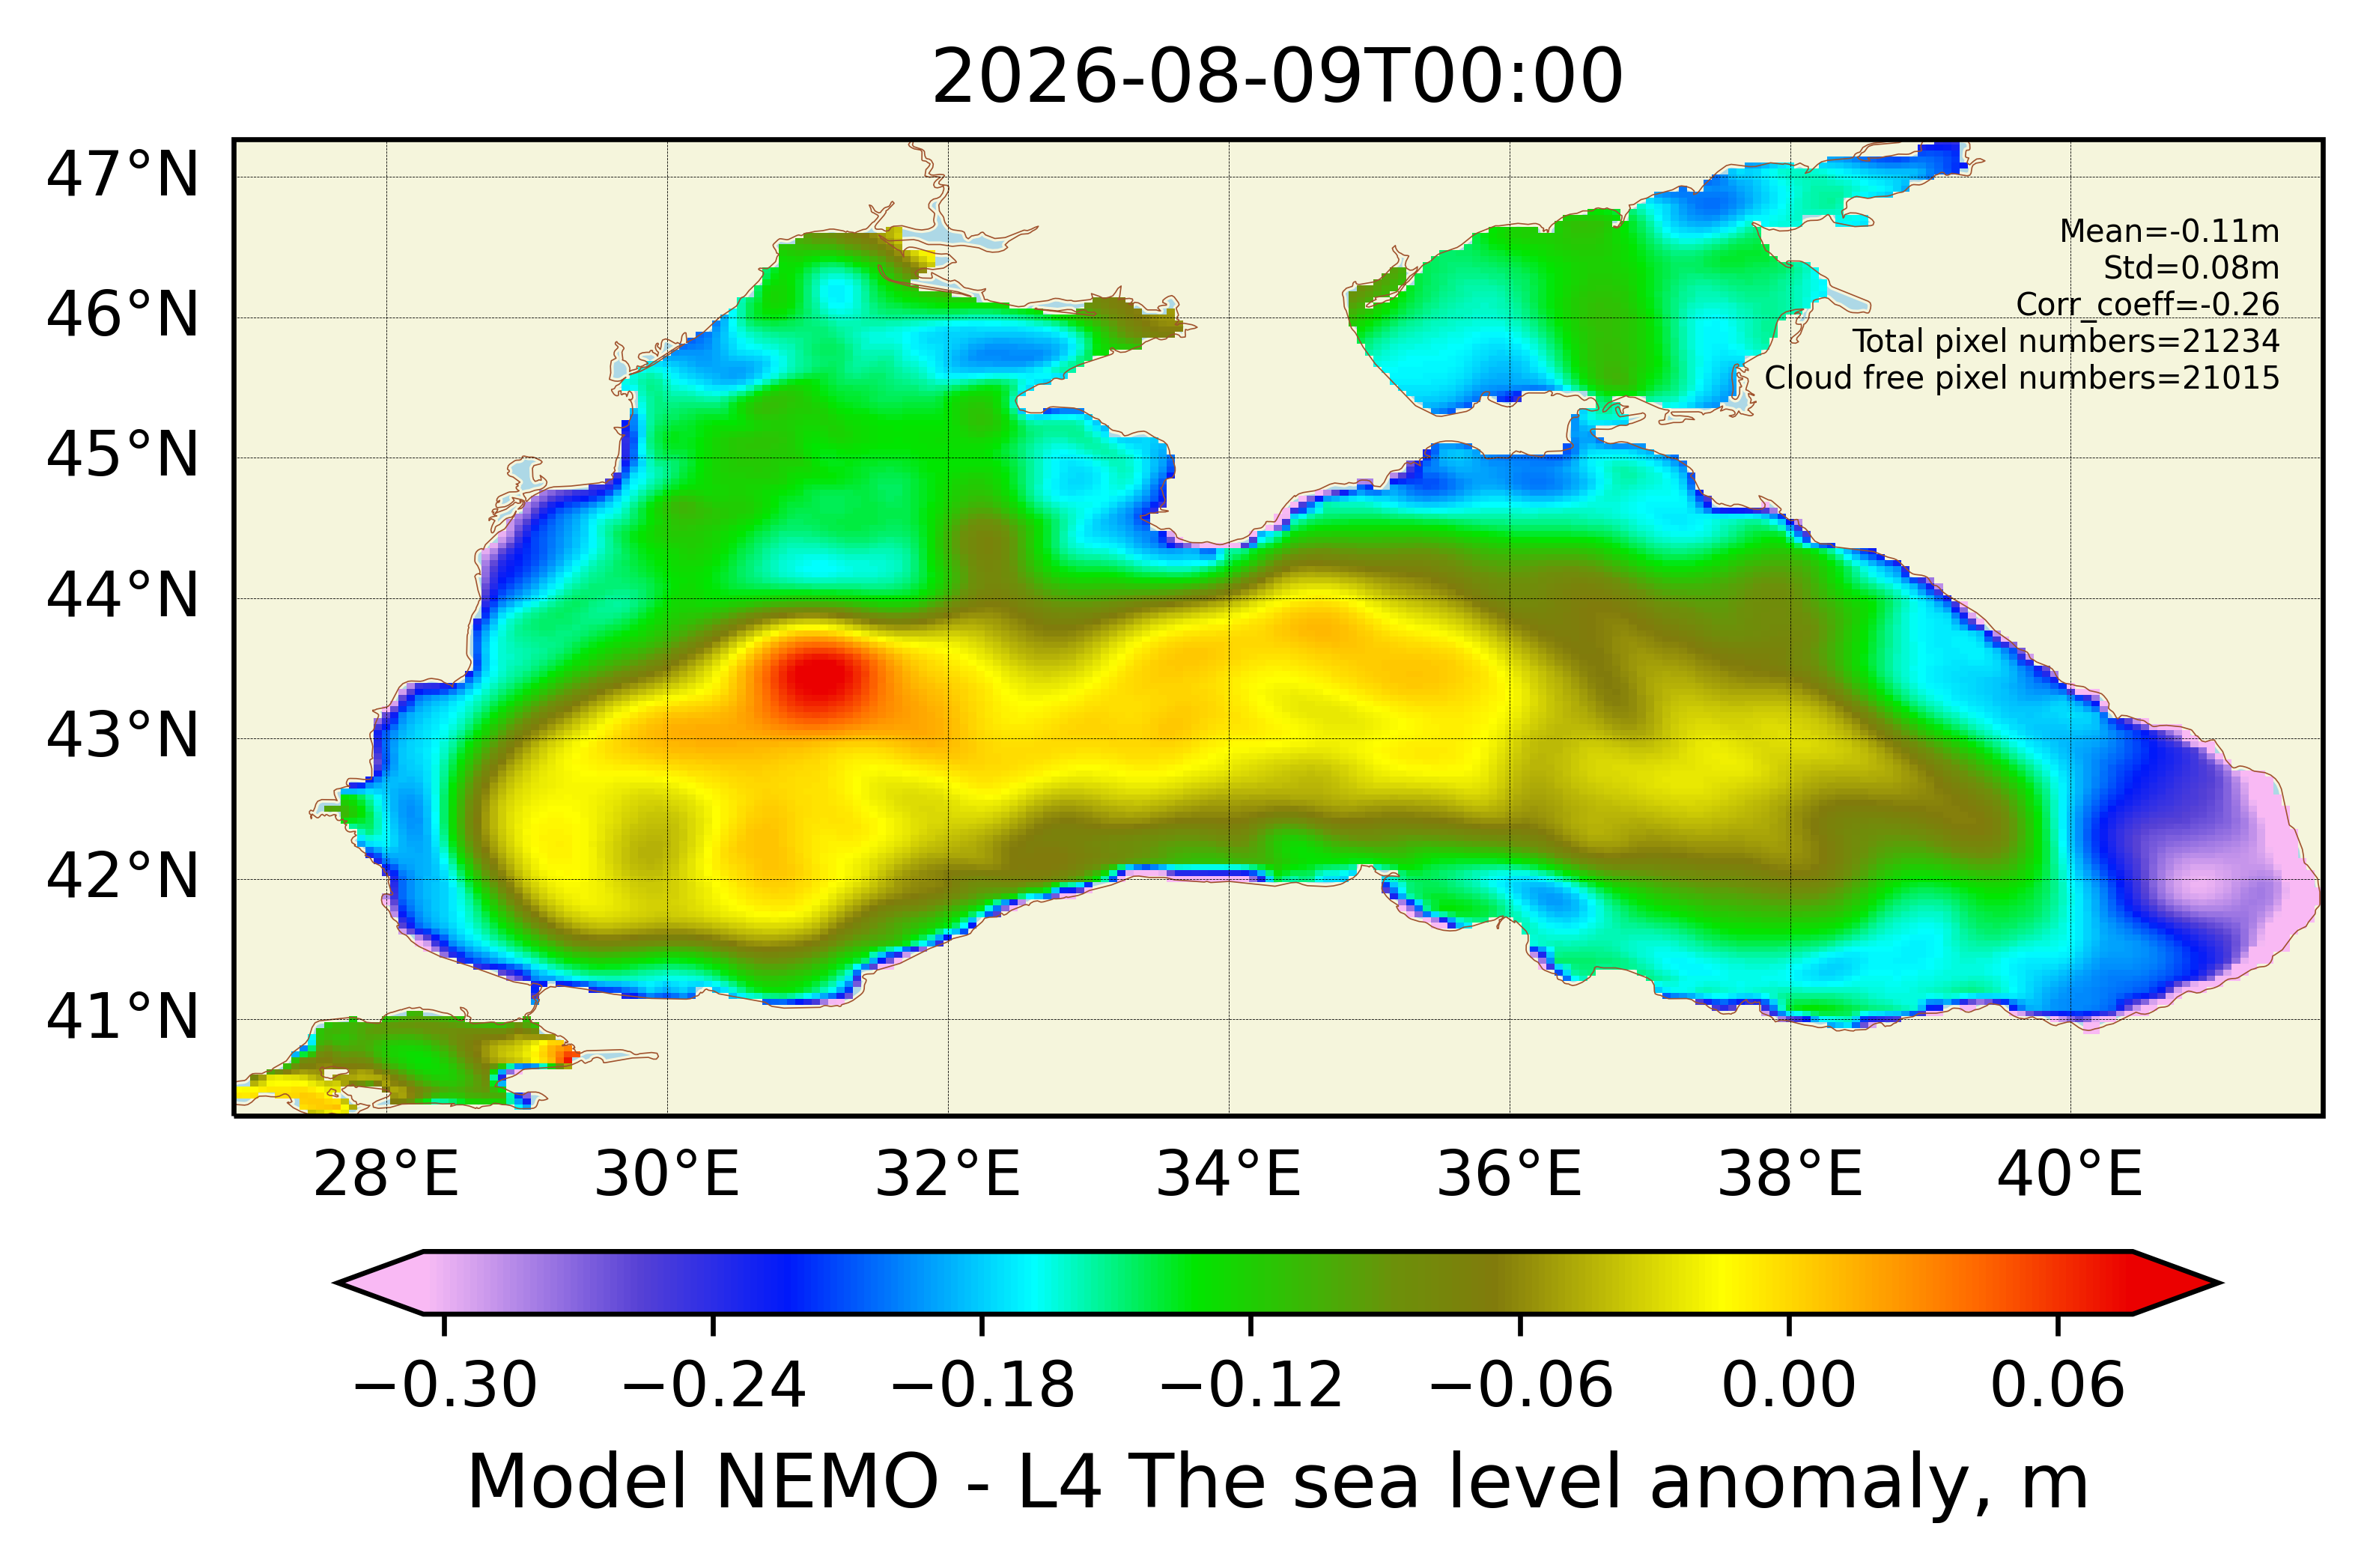 2026-08-09T00:00
47°N
46°N
45°N
44°N
43°N
42°N
41°N
Mean=-0.11m
Std=0.08m
Corr_coeff=-0.26
Total pixel numbers=21234
Cloud free pixel numbers=21015
28°E 30°E 32°E 34°E 36°E 38°E 40°E
−0.30 −0.24 −0.18 −0.12 −0.06 0.00 0.06
Model NEMO - L4 The sea level anomaly, m